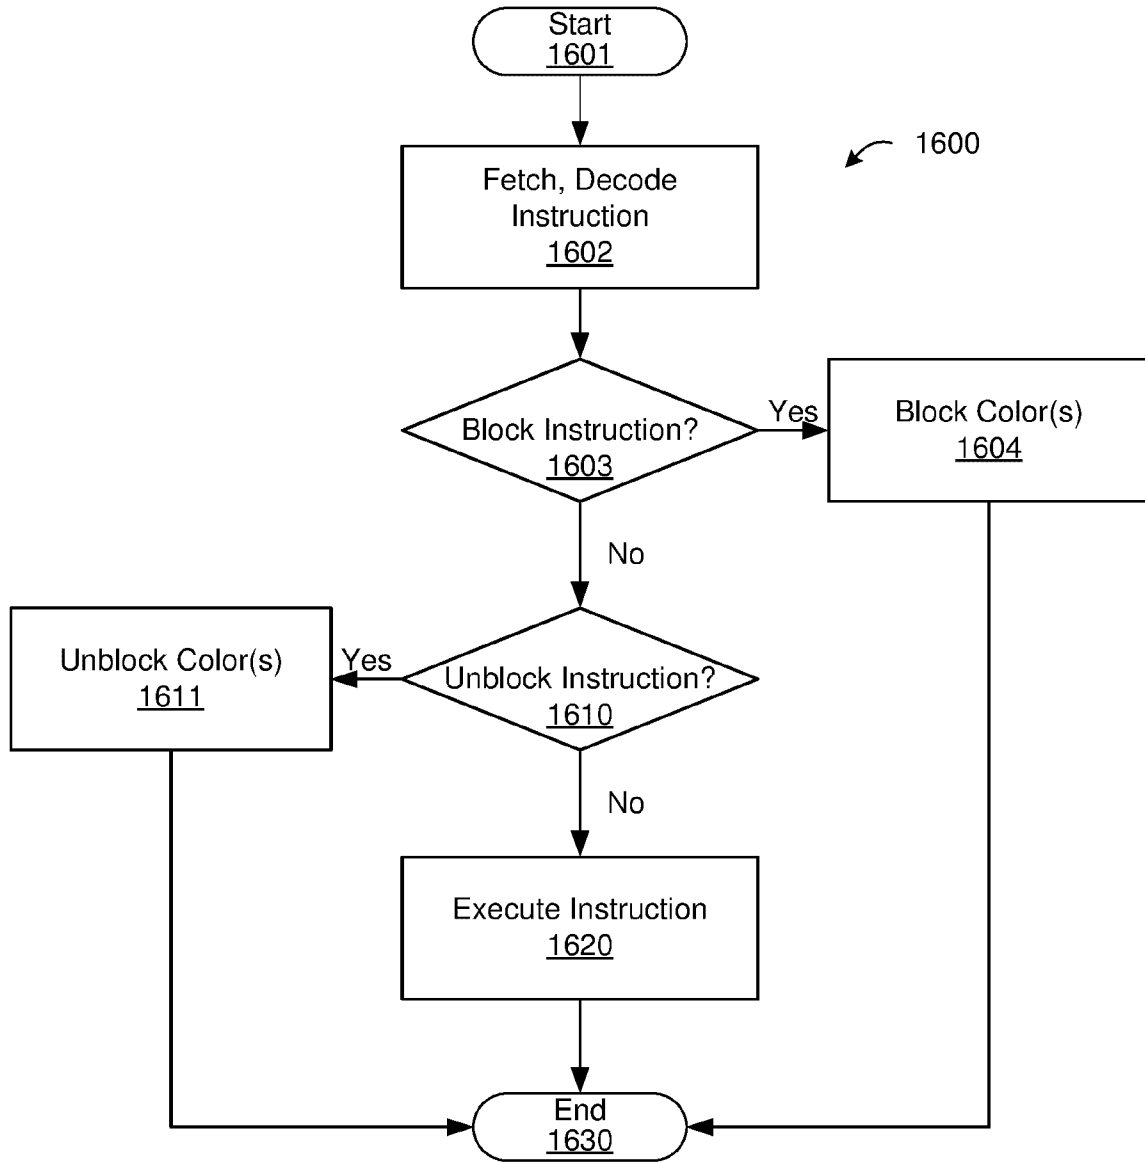 Start
1601
1600
Fetch, Decode
Instruction
1602
Block Instruction?
1603
Yes
Block Color(s)
1604
No
Unblock Color(s)
1611
Yes
Unblock Instruction?
1610
No
Execute Instruction
1620
End
1630